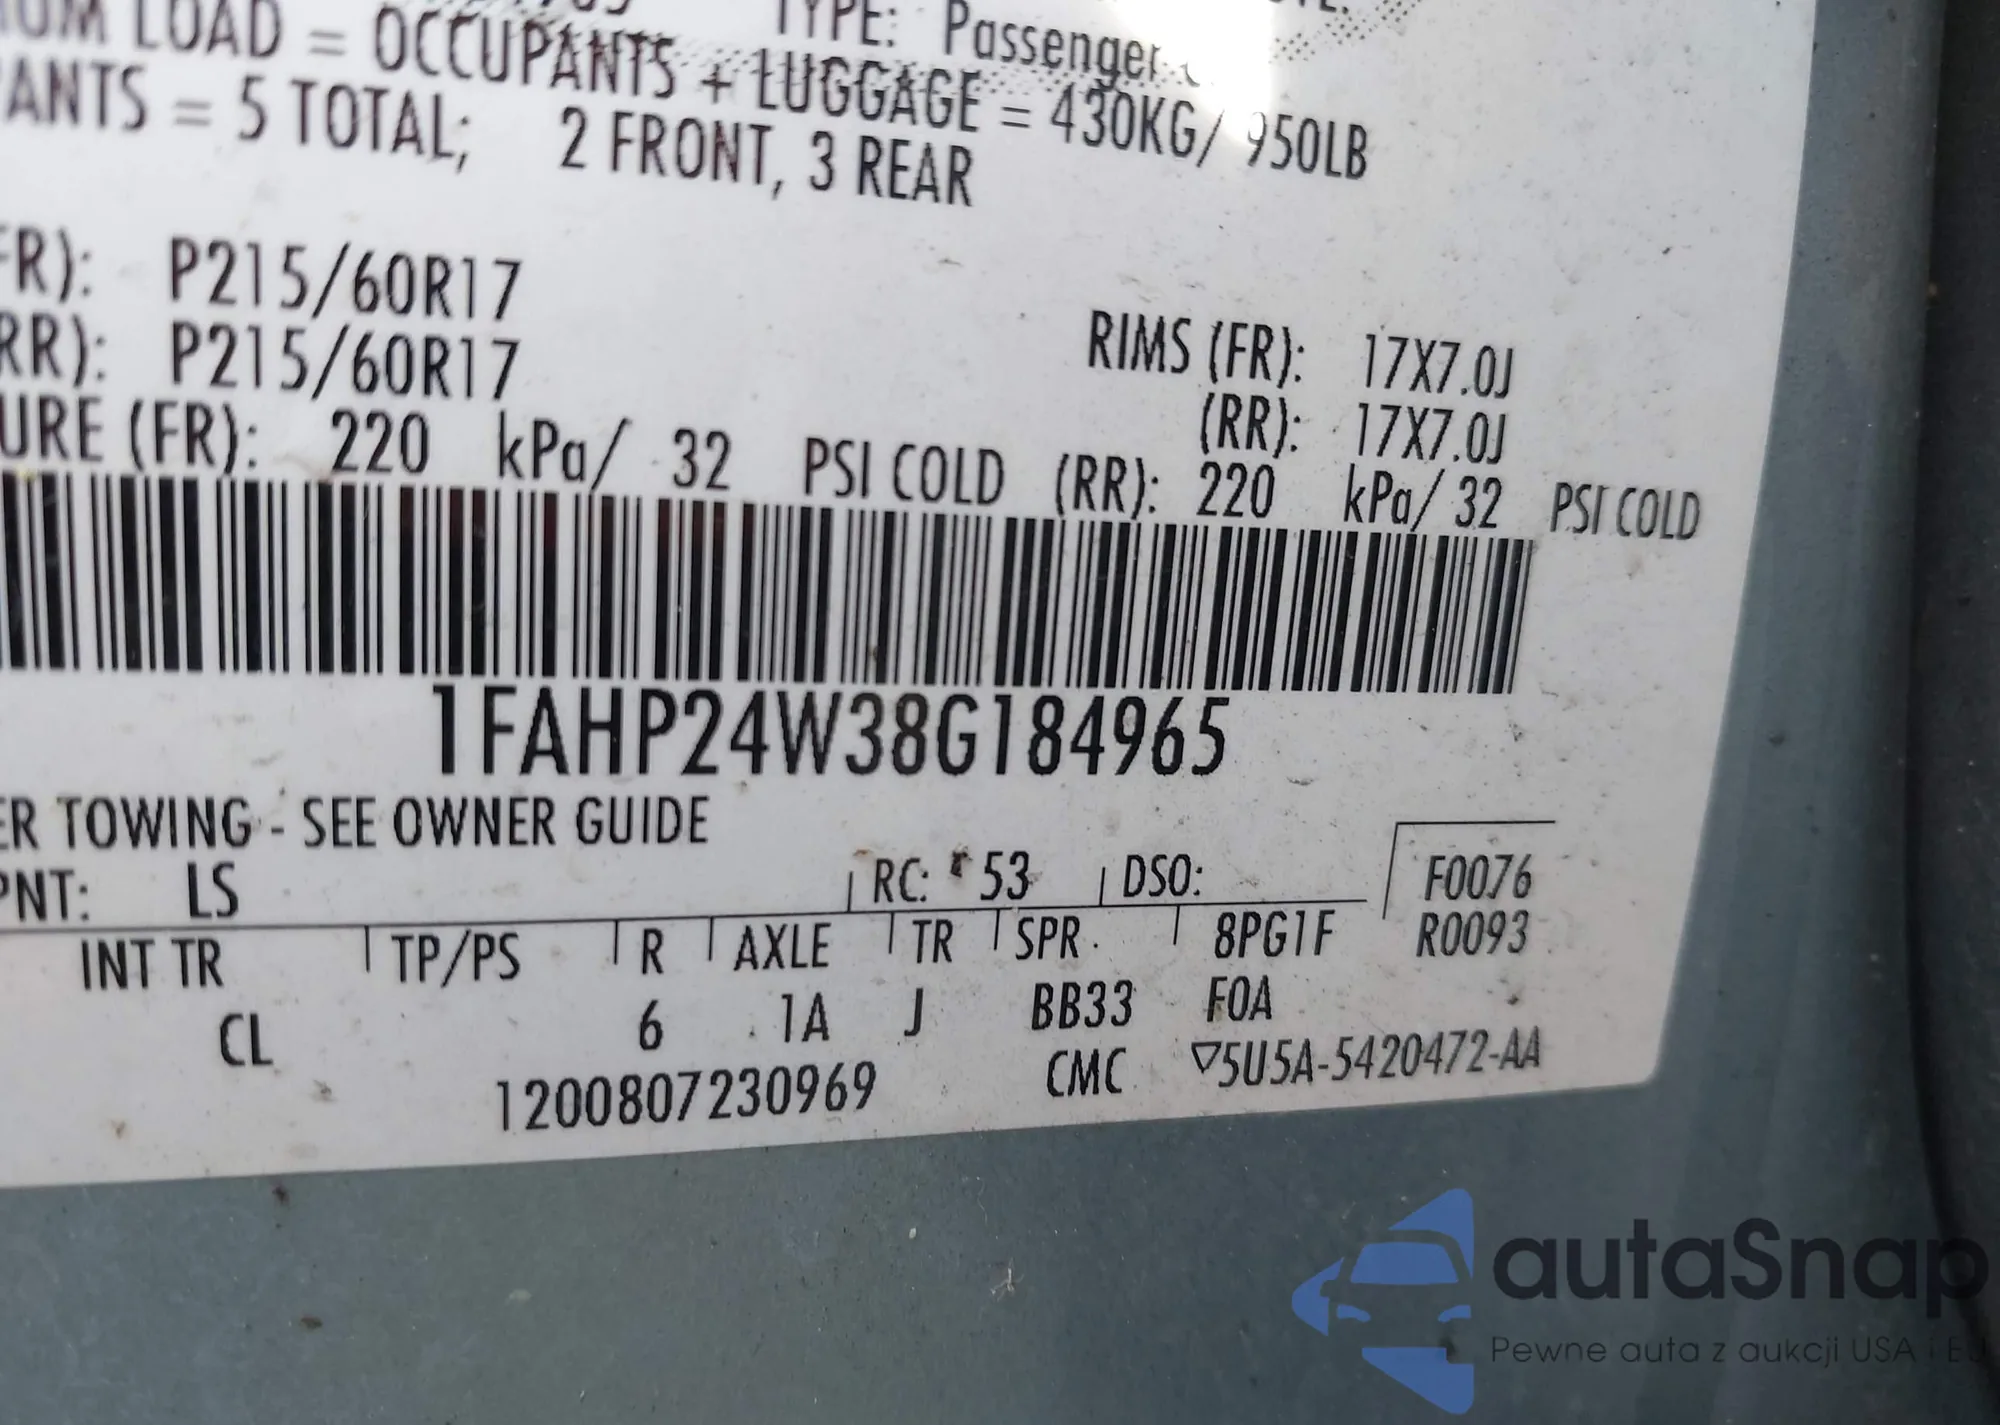 TYPE: Passenger
UM LOAD = OCCUPANTS + LUGGAGE = 430KG/ 950LB
PANTS = 5 TOTAL; 2 FRONT, 3 REAR
FR): P215/60R17
RIMS (FR): 17X7.0J
RR): P215/60R17
(RR): 17X7.0J
URE (FR): 220 kPa/ 32 PSI COLD (RR): 220 kPa/ 32 PSI COLD
1FAHP24W38G184965
ER TOWING - SEE OWNER GUIDE
PNT: LS RC: 53 DSO: F0076
INT TR TP/PS R AXLE TR SPR 8PG1F R0093
CL 6 1A J BB33 F0A
1200807230969 CMC ▽5U5A-5420472-AA
autaSnap
Pewne auta z aukcji USA i EU